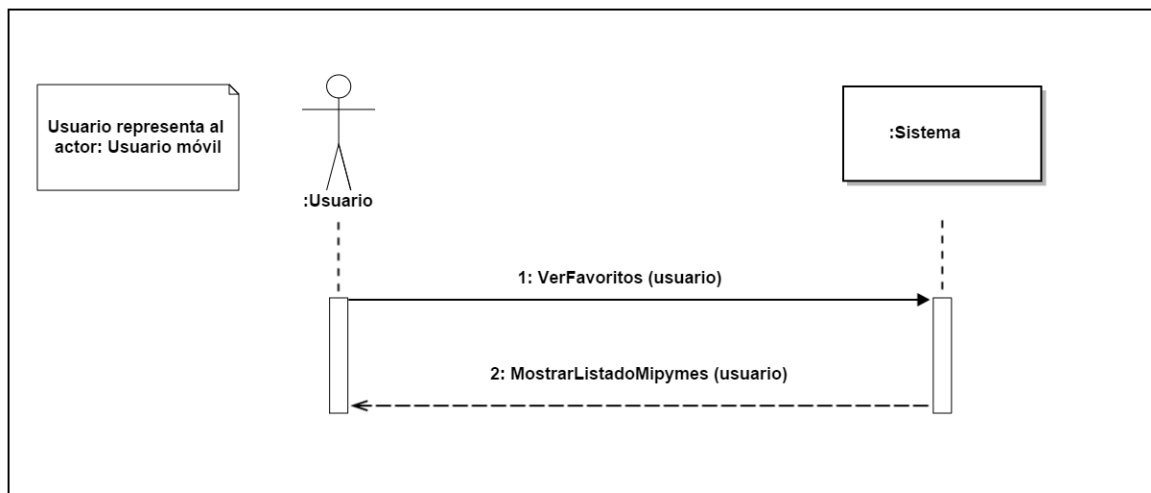 Usuario representa al
actor: Usuario móvil
:Usuario
:Sistema
1: VerFavoritos (usuario)
2: MostrarListadoMipymes (usuario)